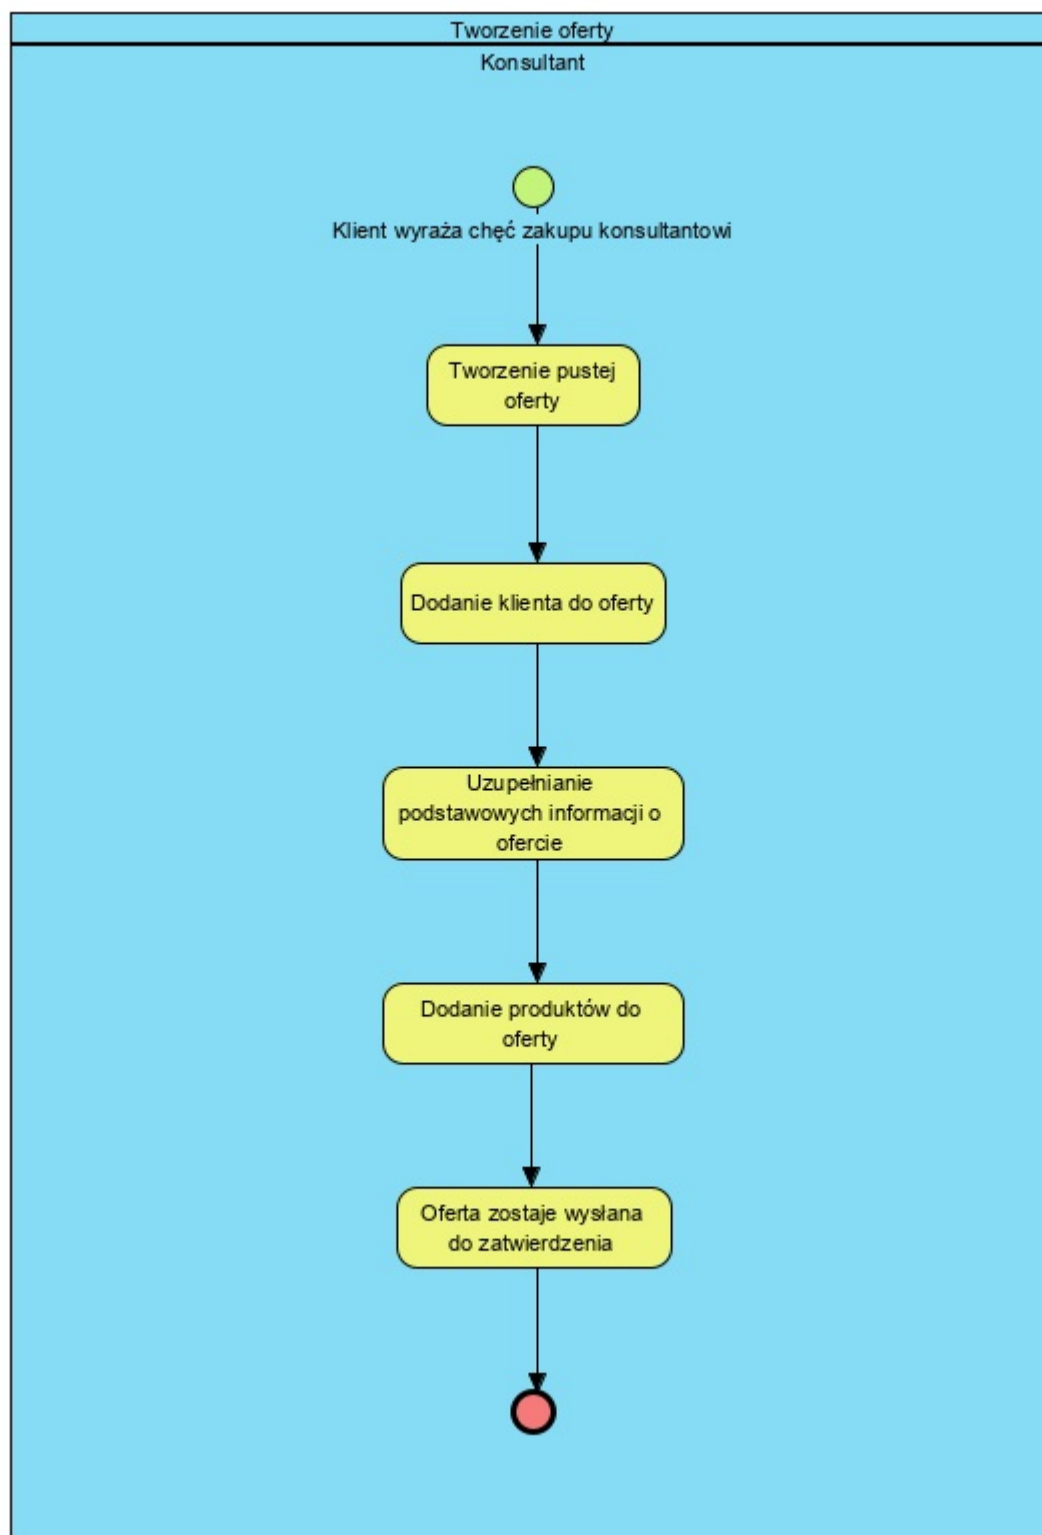 Tworzenie oferty
Konsultant
Klient wyraża chęć zakupu konsultantowi
Tworzenie pustej
oferty
Dodanie klienta do oferty
Uzupełnianie
podstawowych informacji o
ofercie
Dodanie produktów do
oferty
Oferta zostaje wysłana
do zatwierdzenia